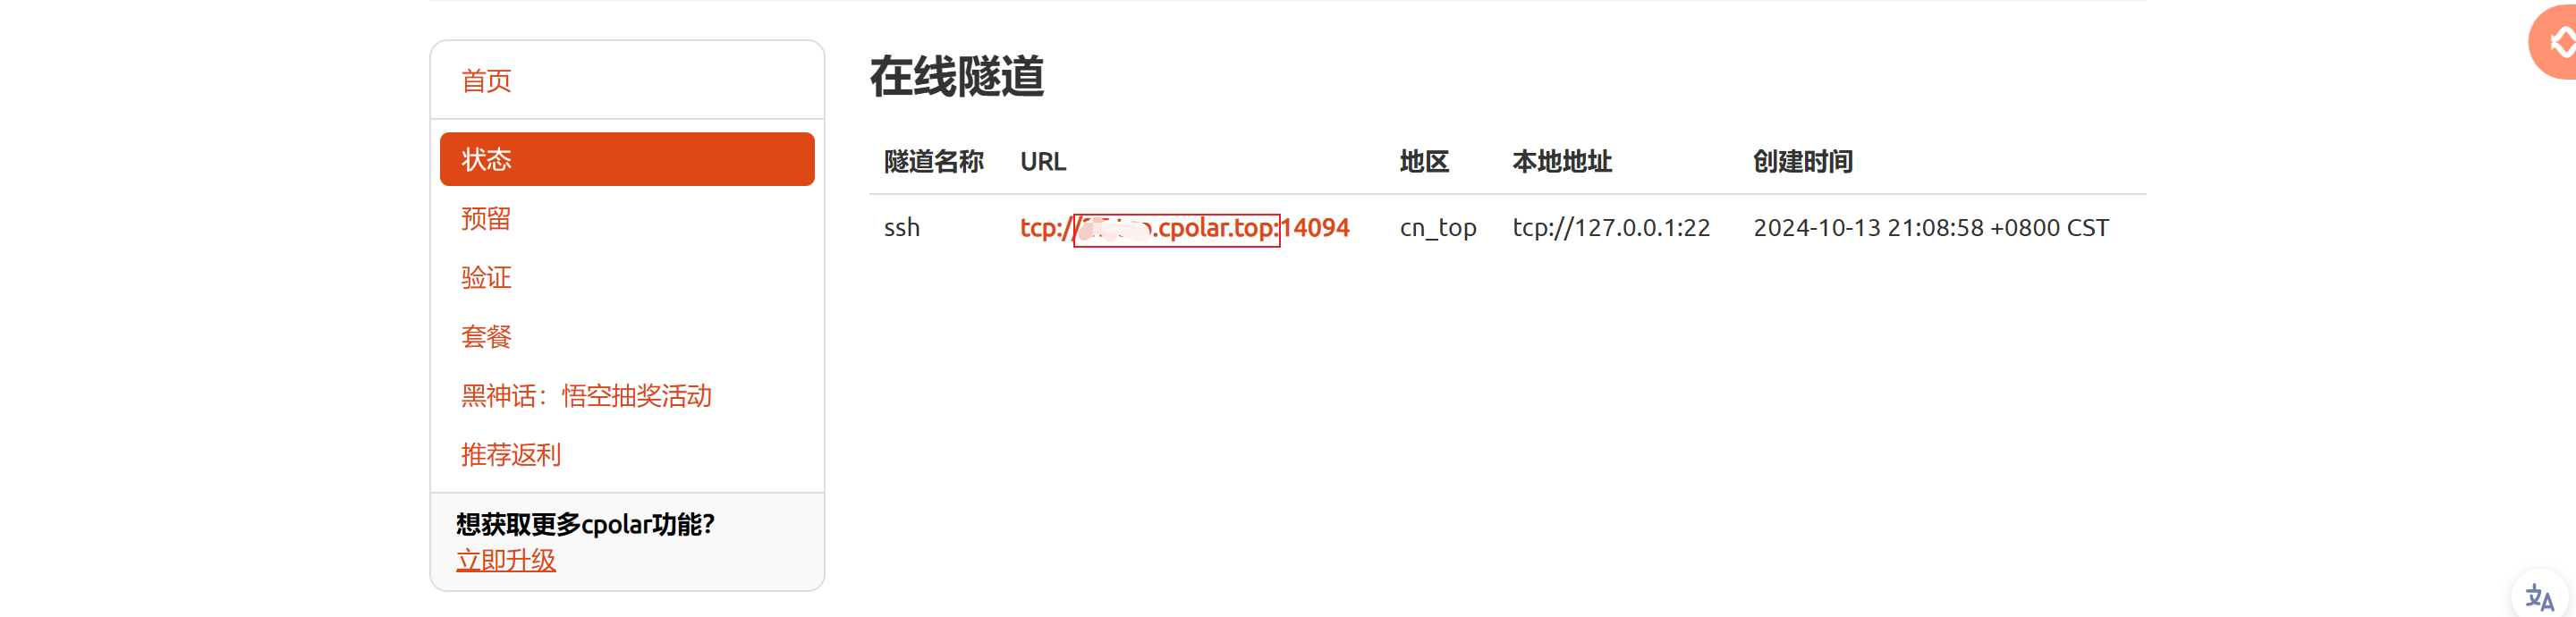 首页
状态
预留
验证
套餐
黑神话：悟空抽奖活动
推荐返利
想获取更多cpolar功能？
立即升级
在线隧道
隧道名称 URL 地区 本地地址 创建时间
ssh tcp:// .cpolar.top:14094 cn_top tcp://127.0.0.1:22 2024-10-13 21:08:58 +0800 CST